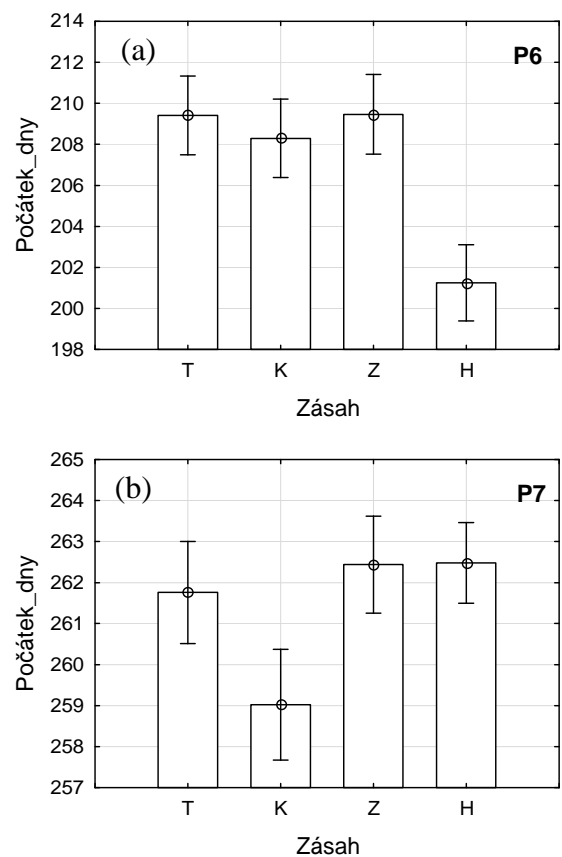 (a)
P6
Počátek_dny
214
212
210
208
206
204
202
200
198
T K Z H
Zásah
(b)
P7
Počátek_dny
265
264
263
262
261
260
259
258
257
T K Z H
Zásah